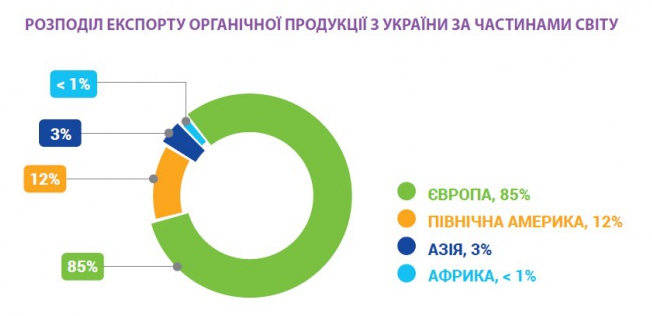 РОЗПОДІЛ ЕКСПОРТУ ОРГАНІЧНОЇ ПРОДУКЦІЇ З УКРАЇНИ ЗА ЧАСТИНАМИ СВІТУ
< 1%
3%
12%
85%
ЄВРОПА, 85%
ПІВНІЧНА АМЕРИКА, 12%
АЗІЯ, 3%
АФРИКА, < 1%